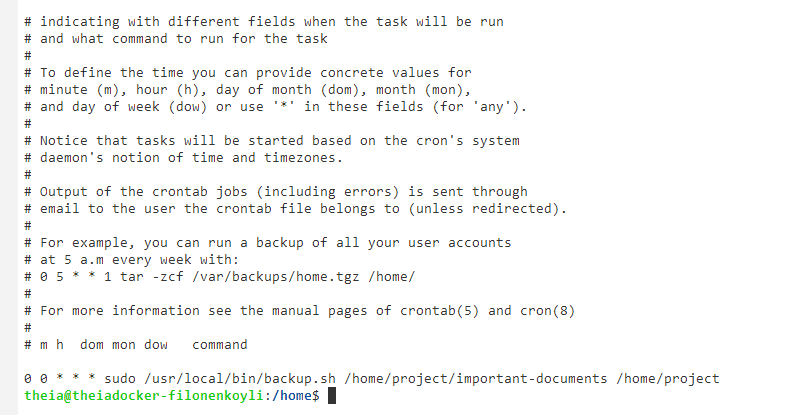 # indicating with different fields when the task will be run
# and what command to run for the task
#
# To define the time you can provide concrete values for
# minute (m), hour (h), day of month (dom), month (mon),
# and day of week (dow) or use '*' in these fields (for 'any').
#
# Notice that tasks will be started based on the cron's system
# daemon's notion of time and timezones.
#
# Output of the crontab jobs (including errors) is sent through
# email to the user the crontab file belongs to (unless redirected).
#
# For example, you can run a backup of all your user accounts
# at 5 a.m every week with:
# 0 5 * * 1 tar -zcf /var/backups/home.tgz /home/
#
# For more information see the manual pages of crontab(5) and cron(8)
#
# m h  dom mon dow   command

0 0 * * * sudo /usr/local/bin/backup.sh /home/project/important-documents /home/project
theia@theiadocker-filonenkoyli:/home$